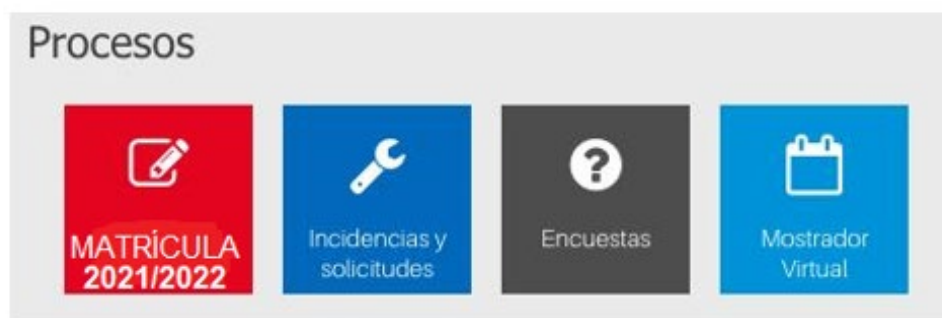 Procesos
MATRÍCULA
2021/2022
Incidencias y
solicitudes
Encuestas
Mostrador
Virtual